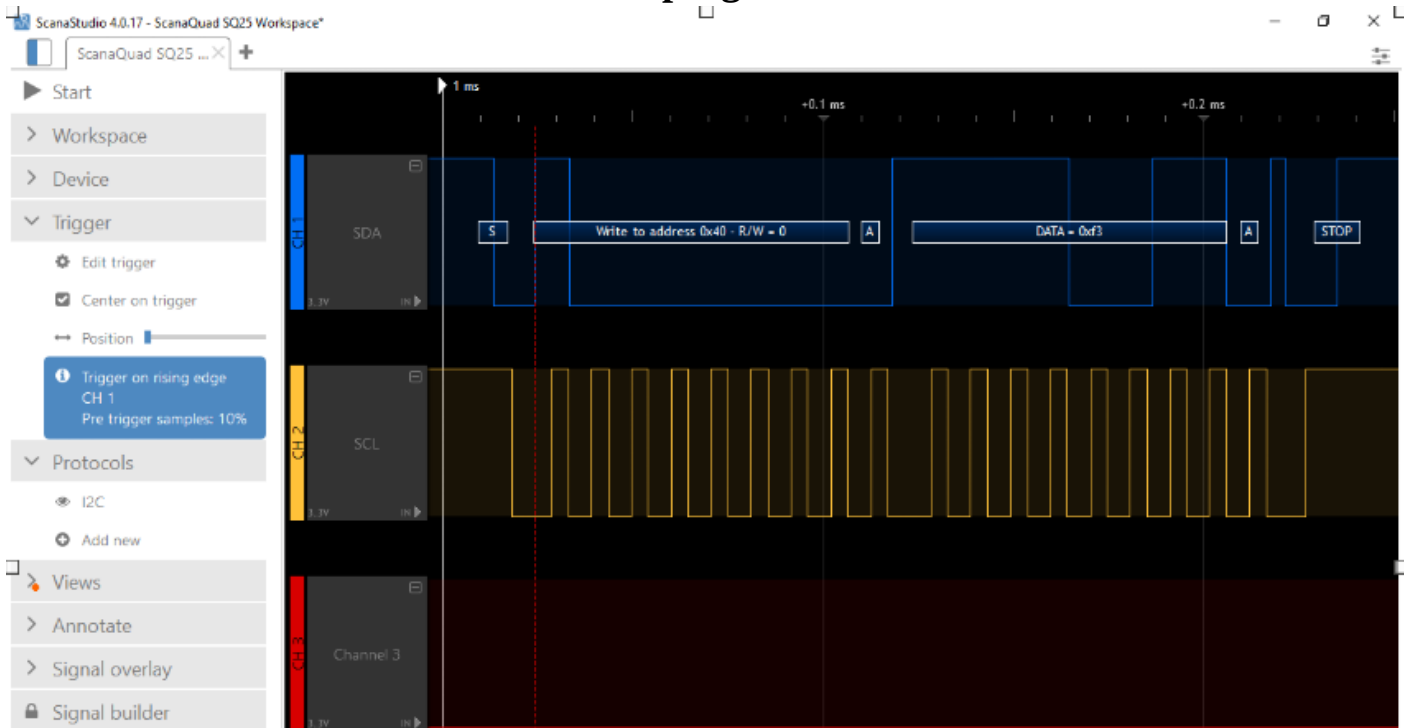 ScanaStudio 4.0.17 - ScanaQuad SQ25 Workspace*
ScanaQuad SQ25 ...
Start
Workspace
Device
Trigger
Edit trigger
Center on trigger
Position
Trigger on rising edge
CH 1
Pre trigger samples: 10%
Protocols
I2C
Add new
Views
Annotate
Signal overlay
Signal builder
1 ms
+0.1 ms
+0.2 ms
CH 1
SDA
3.3V
IN
S
Write to address 0x40 - R/W = 0
A
DATA = 0xf3
A
STOP
CH 2
SCL
3.3V
IN
CH 3
Channel 3
3.3V
IN